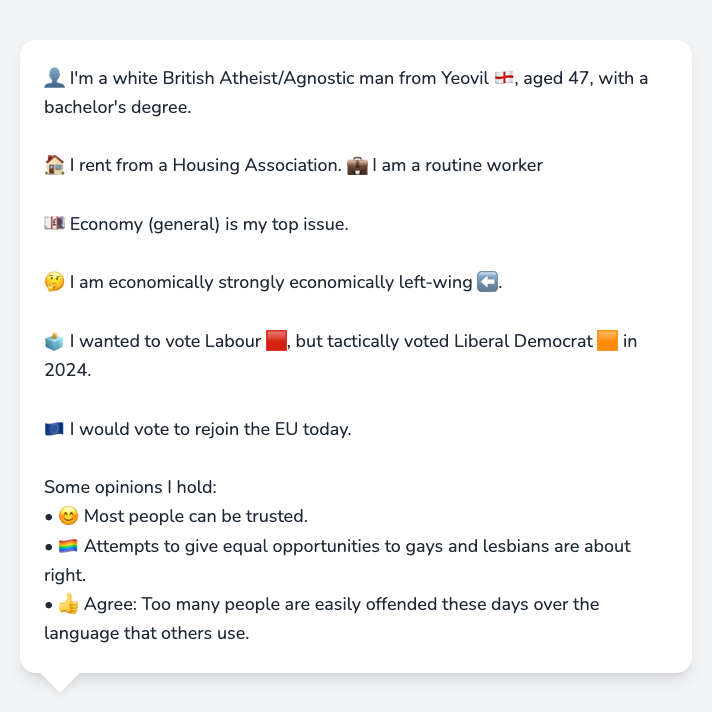 👤 I'm a white British Atheist/Agnostic man from Yeovil 🏴󠁧󠁢󠁥󠁮󠁧󠁿, aged 47, with a
bachelor's degree.
🏠 I rent from a Housing Association. 💼 I am a routine worker
💷 Economy (general) is my top issue.
🤔 I am economically strongly economically left-wing ⬅️.
🗳️ I wanted to vote Labour 🟥, but tactically voted Liberal Democrat 🟧 in
2024.
🇪🇺 I would vote to rejoin the EU today.
Some opinions I hold:
• 😊 Most people can be trusted.
• 🏳️‍🌈 Attempts to give equal opportunities to gays and lesbians are about
right.
• 👍 Agree: Too many people are easily offended these days over the
language that others use.